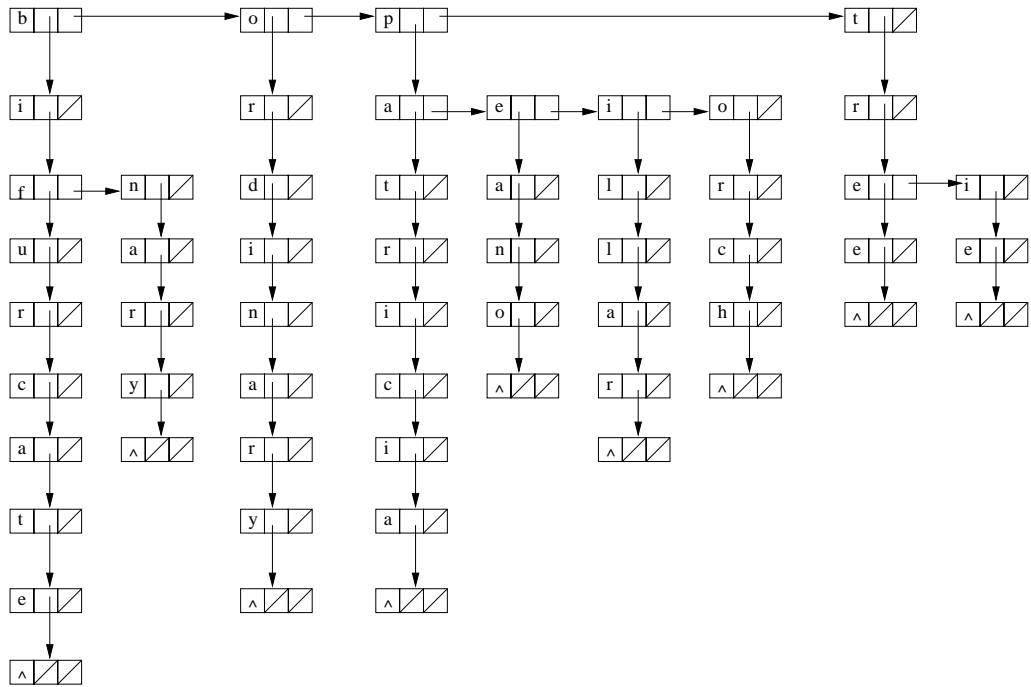 b o p t
i r a e i o r
f n d t a l r e i
u a i r n l c e e
r r n i o a h ^ ^
c y a c ^ r ^
a ^ r i ^
t y a
e ^ ^
^